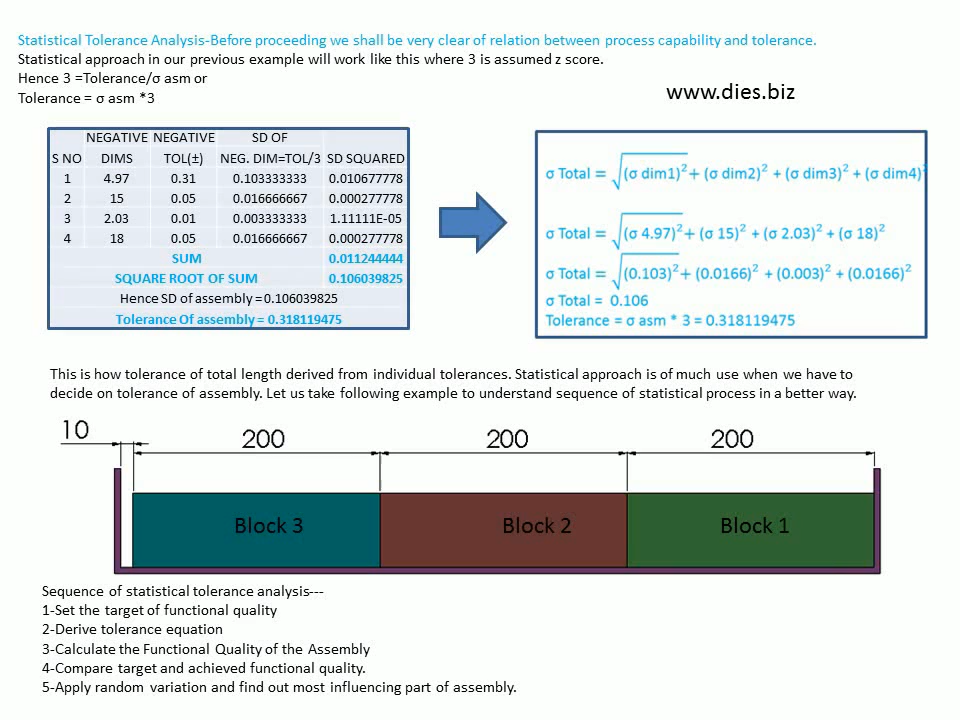 Statistical Tolerance Analysis-Before proceeding we shall be very clear of relation between process capability and tolerance.
Statistical approach in our previous example will work like this where 3 is assumed z score.
Hence 3 =Tolerance/σ asm or
Tolerance = σ asm *3
www.dies.biz
NEGATIVE NEGATIVE SD OF
S NO DIMS TOL(±) NEG. DIM=TOL/3 SD SQUARED
1 4.97 0.31 0.103333333 0.010677778
2 15 0.05 0.016666667 0.000277778
3 2.03 0.01 0.003333333 1.11111E-05
4 18 0.05 0.016666667 0.000277778
SUM 0.011244444
SQUARE ROOT OF SUM 0.106039825
Hence SD of assembly =0.106039825
Tolerance Of assembly = 0.318119475
σ Total = √(σ dim1)² + (σ dim2)² + (σ dim3)² + (σ dim4)²
σ Total = √(σ 4.97)² + (σ 15)² + (σ 2.03)² + (σ 18)²
σ Total = √(0.103)² + (0.0166)² + (0.003)² + (0.0166)²
σ Total = 0.106
Tolerance = σ asm * 3 = 0.318119475
This is how tolerance of total length derived from individual tolerances. Statistical approach is of much use when we have to
decide on tolerance of assembly. Let us take following example to understand sequence of statistical process in a better way.
10 200 200 200
Block 3 Block 2 Block 1
Sequence of statistical tolerance analysis---
1-Set the target of functional quality
2-Derive tolerance equation
3-Calculate the Functional Quality of the Assembly
4-Compare target and achieved functional quality.
5-Apply random variation and find out most influencing part of assembly.